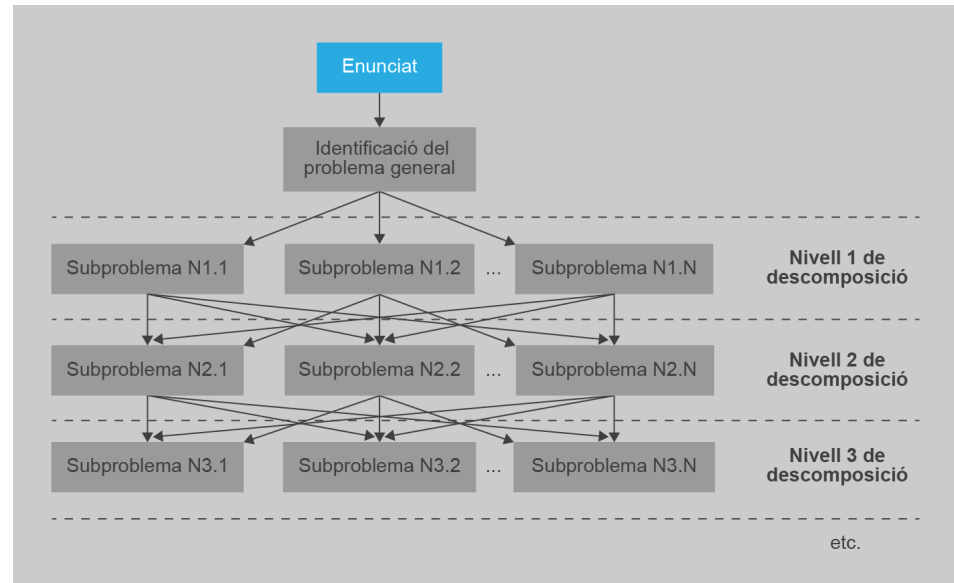 Enunciat
Identificació del
problema general
Subproblema N1.1
Subproblema N1.2
...
Subproblema N1.N
Nivell 1 de
descomposició
Subproblema N2.1
Subproblema N2.2
...
Subproblema N2.N
Nivell 2 de
descomposició
Subproblema N3.1
Subproblema N3.2
...
Subproblema N3.N
Nivell 3 de
descomposició
etc.